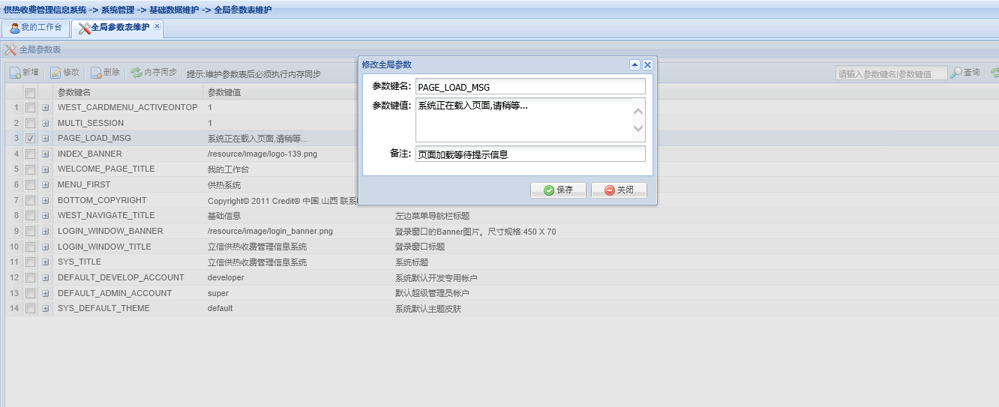 供热收费管理信息系统 -> 系统管理 -> 基础数据维护 -> 全局参数表维护
我的工作台 全局参数表维护
全局参数表
新增 修改 删除 内存同步 提示:维护参数表后必须执行内存同步 请输入参数键名|参数键值 查询
参数键名 参数键值
1 WEST_CARDMENU_ACTIVEONTOP 1
2 MULTI_SESSION 1
3 PAGE_LOAD_MSG 系统正在载入页面,请稍等...
4 INDEX_BANNER /resource/image/logo-139.png
5 WELCOME_PAGE_TITLE 我的工作台
6 MENU_FIRST 供热系统
7 BOTTOM_COPYRIGHT Copyright© 2011 Credit® 中国.山西 联系
8 WEST_NAVIGATE_TITLE 基础信息 左边菜单导航栏标题
9 LOGIN_WINDOW_BANNER /resource/image/login_banner.png 登录窗口的Banner图片。尺寸规格:450 X 70
10 LOGIN_WINDOW_TITLE 立信供热收费管理信息系统 登录窗口标题
11 SYS_TITLE 立信供热收费管理信息系统 系统标题
12 DEFAULT_DEVELOP_ACCOUNT developer 系统默认开发专用帐户
13 DEFAULT_ADMIN_ACCOUNT super 默认超级管理员帐户
14 SYS_DEFAULT_THEME default 系统默认主题皮肤
修改全局参数
参数键名: PAGE_LOAD_MSG
参数键值: 系统正在载入页面,请稍等...
备注: 页面加载等待提示信息
保存 关闭